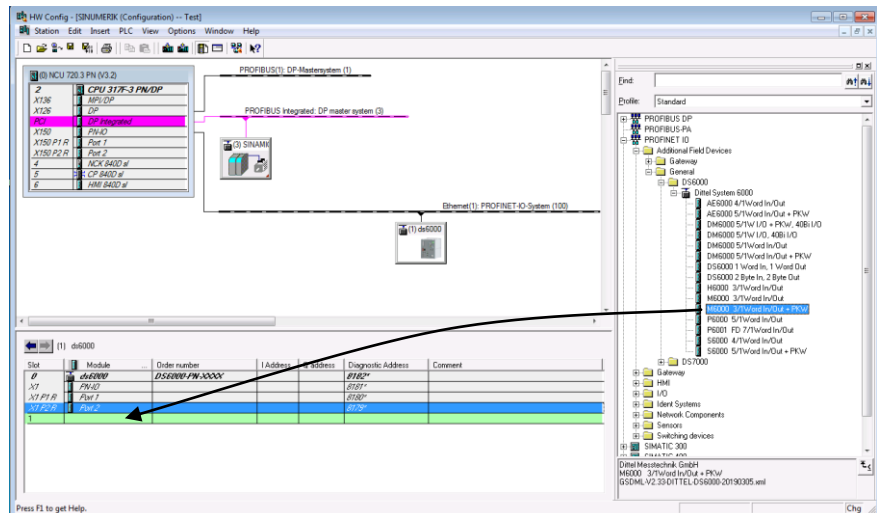 HW Config - [SINUMERIK (Configuration) -- Test]
Station Edit Insert PLC View Options Window Help
(0) NCU 720.3 PN (V3.2)
2 CPU 317F-3 PN/DP
X136 MPI/DP
X126 DP
PCI DP Integrated
X150 PN-IO
X150 P1 R Port 1
X150 P2 R Port 2
4 NCK 840D sl
5 CP 840D sl
6 HMI 840D sl
PROFIBUS(1): DP-Mastersystem (1)
PROFIBUS Integrated: DP master system (3)
(3) SINAMI
Ethernet(1): PROFINET-IO-System (100)
(1) ds6000
(1) ds6000
Slot Module ... Order number I Address address Diagnostic Address Comment
0 ds6000 DS6000-PN-XXXX 8182*
X1 PN-IO 8181*
X1 P1 R Port 1 8180*
X1 P2 R Port 2 8179*
1
Find:
Profile: Standard
PROFIBUS DP
PROFIBUS-PA
PROFINET IO
Additional Field Devices
Gateway
General
DS6000
Dittel System 6000
AE6000 4/1Word In/Out
AE6000 5/1Word In/Out + PKW
DM6000 5/1W I/O + PKW, 40Bi I/O
DM6000 5/1W I/O, 40Bi I/O
DM6000 5/1Word In/Out
DM6000 5/1Word In/Out + PKW
DS6000 1 Word In, 1 Word Out
DS6000 2 Byte In, 2 Byte Out
H6000 3/1Word In/Out
M6000 3/1Word In/Out
M6000 3/1Word In/Out + PKW
P6000 5/1Word In/Out
P6001 FD 7/1Word In/Out
S6000 4/1Word In/Out
S6000 5/1Word In/Out + PKW
DS7000
Gateway
HMI
I/O
Ident Systems
Network Components
Sensors
Switching devices
SIMATIC 300
SIMATIC 400
Dittel Messtechnik GmbH
M6000 3/1Word In/Out + PKW
GSDML-V2.33-DITTEL-DS6000-20190305.xml
Press F1 to get Help.
Chg